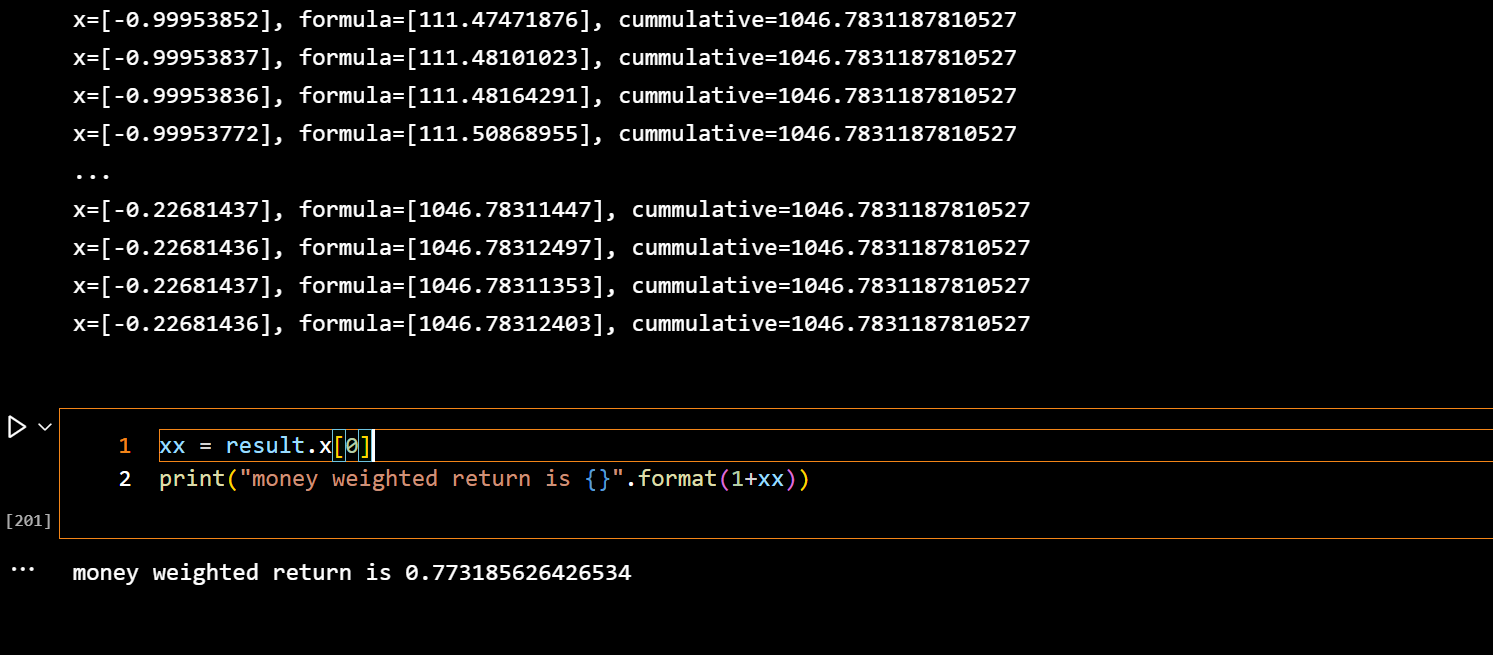 x=[-0.99953852], formula=[111.47471876], cummulative=1046.7831187810527
x=[-0.99953837], formula=[111.48101023], cummulative=1046.7831187810527
x=[-0.99953836], formula=[111.48164291], cummulative=1046.7831187810527
x=[-0.99953772], formula=[111.50868955], cummulative=1046.7831187810527
...
x=[-0.22681437], formula=[1046.78311447], cummulative=1046.7831187810527
x=[-0.22681436], formula=[1046.78312497], cummulative=1046.7831187810527
x=[-0.22681437], formula=[1046.78311353], cummulative=1046.7831187810527
x=[-0.22681436], formula=[1046.78312403], cummulative=1046.7831187810527
1 xx = result.x[0]
2 print("money weighted return is {}".format(1+xx))
[201]
... money weighted return is 0.773185626426534